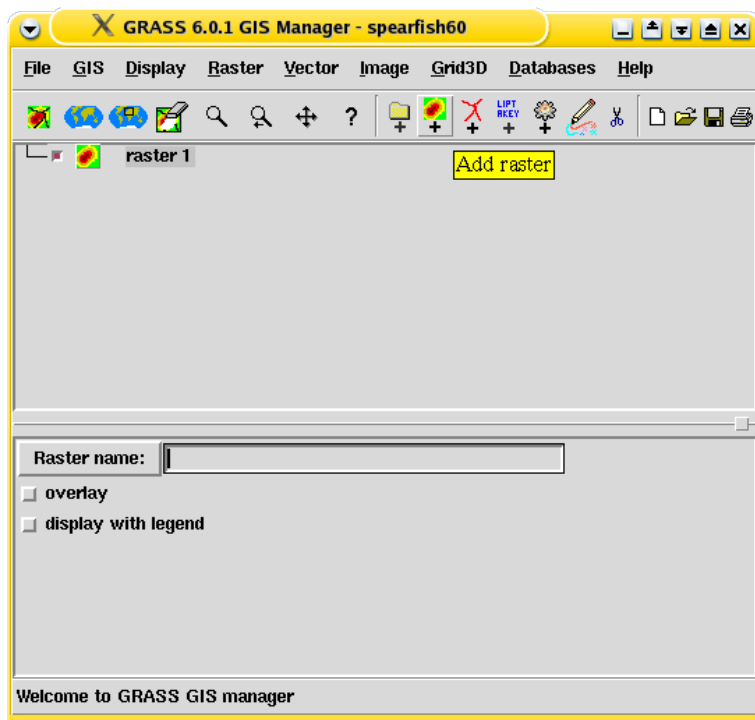 GRASS 6.0.1 GIS Manager - spearfish60
File GIS Display Raster Vector Image Grid3D Databases Help
?
LIPT
RKEY
raster 1
Add raster
Raster name:
overlay
display with legend
Welcome to GRASS GIS manager